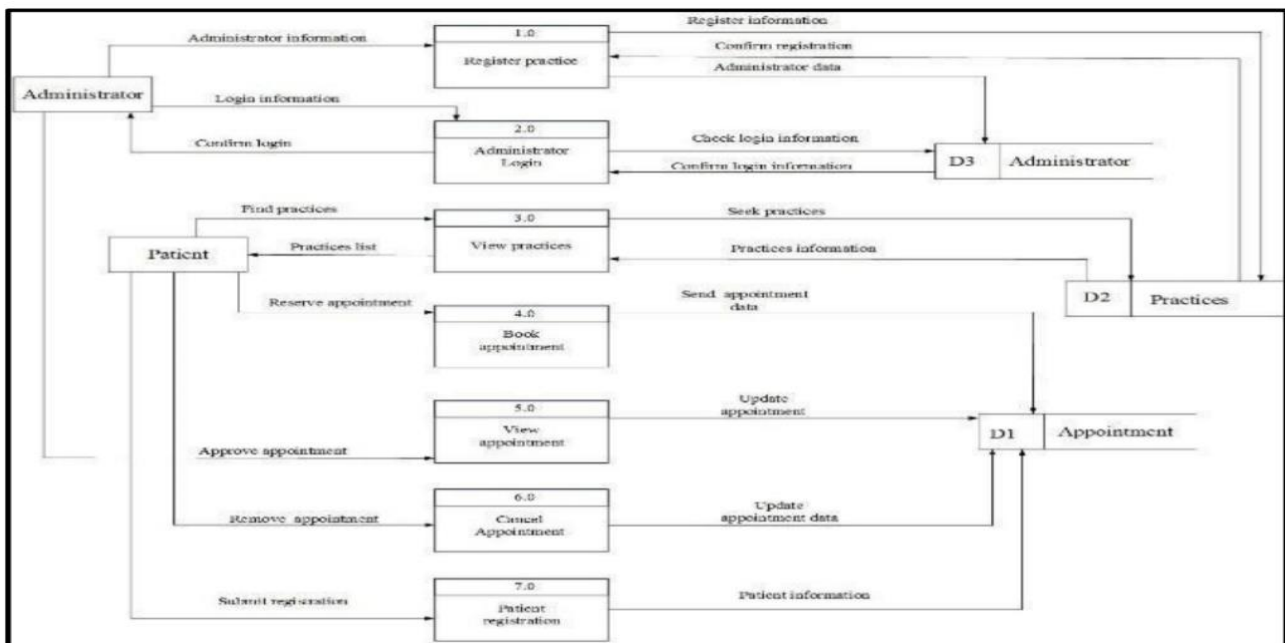 Register information
1.0
Administrator information
Confirm registration
Register practice
Administrator data
Administrator
Login information
2.0
Check login information
Confirm login
Administrator
Login
D3 Administrator
Confirm login information
Find practices
3.0
Seek practices
Practices list
View practices
Practices information
Patient
Reserve appointment
Send appointment
data
D2 Practices
4.0
Book
appointment
5.0
Update
appointment
View
appointment
D1 Appointment
Approve appointment
6.0
Update
appointment data
Remove appointment
Cancel
Appointment
7.0
Submit registration
Patient information
Patient
registration